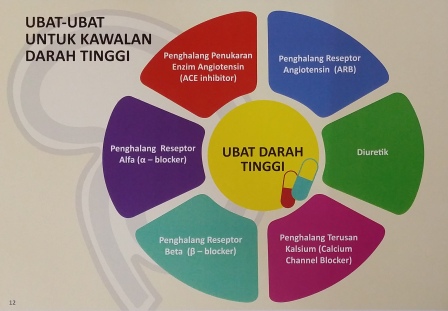 UBAT-UBAT
UNTUK KAWALAN
DARAH TINGGI
Penghalang Penukaran
Enzim Angiotensin
(ACE inhibitor)
Penghalang Reseptor
Angiotensin (ARB)
Penghalang Reseptor
Alfa (α – blocker)
UBAT DARAH
TINGGI
Diuretik
Penghalang Reseptor
Beta (β – blocker)
Penghalang Terusan
Kalsium (Calcium
Channel Blocker)
12